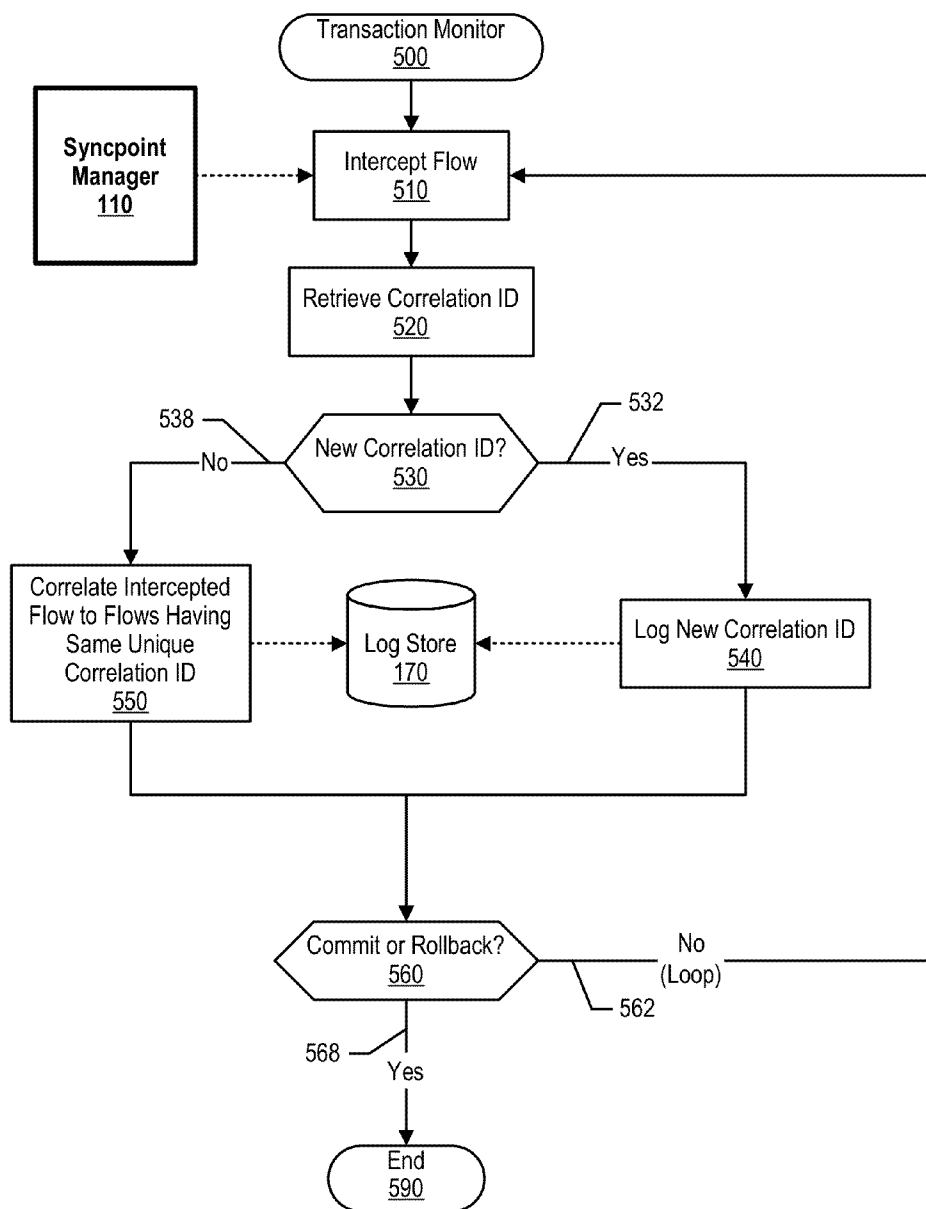 Transaction Monitor
500
Syncpoint
Manager
110
Intercept Flow
510
Retrieve Correlation ID
520
538
532
New Correlation ID?
530
No
Yes
Correlate Intercepted
Flow to Flows Having
Same Unique
Correlation ID
550
Log Store
170
Log New Correlation ID
540
Commit or Rollback?
560
No
(Loop)
562
568
Yes
End
590